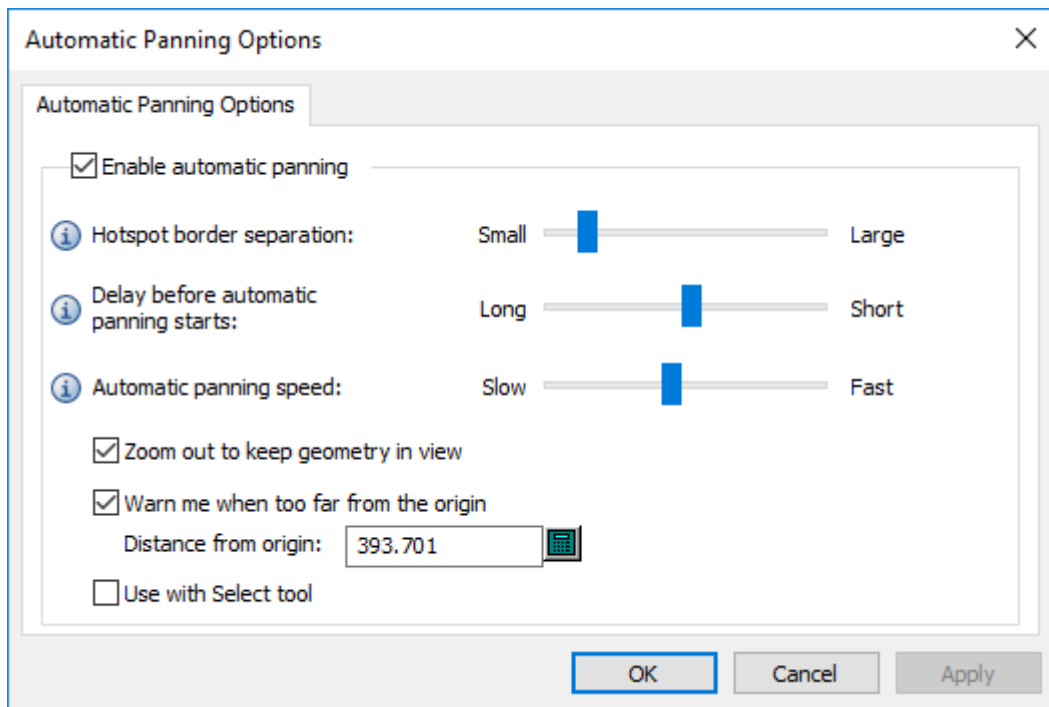 Automatic Panning Options
Automatic Panning Options
Enable automatic panning
Hotspot border separation: Small Large
Delay before automatic
panning starts: Long Short
Automatic panning speed: Slow Fast
Zoom out to keep geometry in view
Warn me when too far from the origin
Distance from origin: 393.701
Use with Select tool
OK Cancel Apply